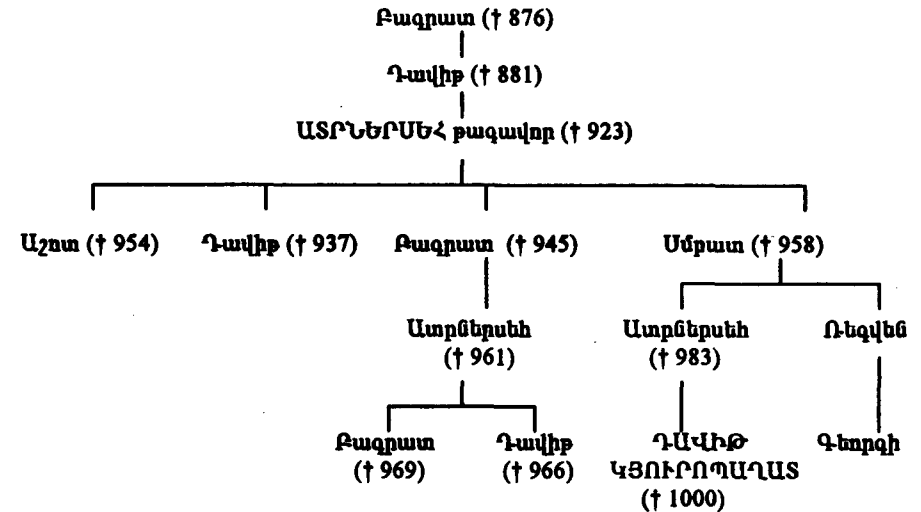 Բագրատ († 876)
Դավիթ († 881)
ԱՏՐՆԵՐՍԵՀ թագավոր († 923)
Աշոտ († 954) Դավիթ († 937) Բագրատ († 945) Սմբատ († 958)
Ատրներսեհ Ատրներսեհ Ռեգվեն
(† 961) († 983)
Բագրատ Դավիթ ԴԱՎԻԹ Գեորգի
(† 969) († 966) ԿՅՈՒՐՈՊԱՂԱՏ
(† 1000)